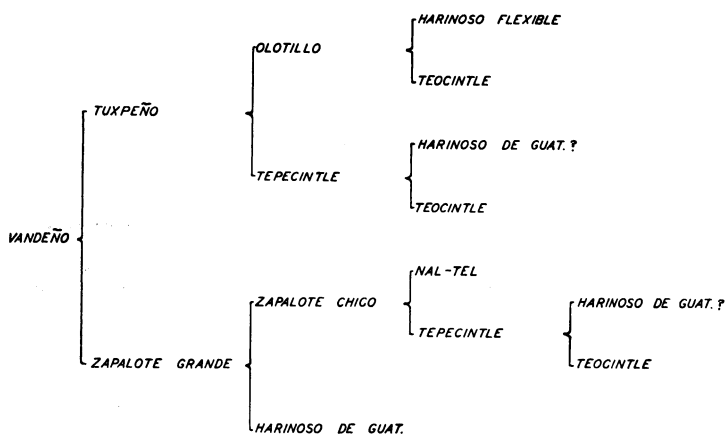 HARINOSO FLEXIBLE
OLOTILLO
TEOCINTLE
TUXPEÑO
HARINOSO DE GUAT.?
TEPECINTLE
TEOCINTLE
VANDEÑO
NAL-TEL
ZAPALOTE CHICO
HARINOSO DE GUAT.?
TEPECINTLE
ZAPALOTE GRANDE
TEOCINTLE
HARINOSO DE GUAT.